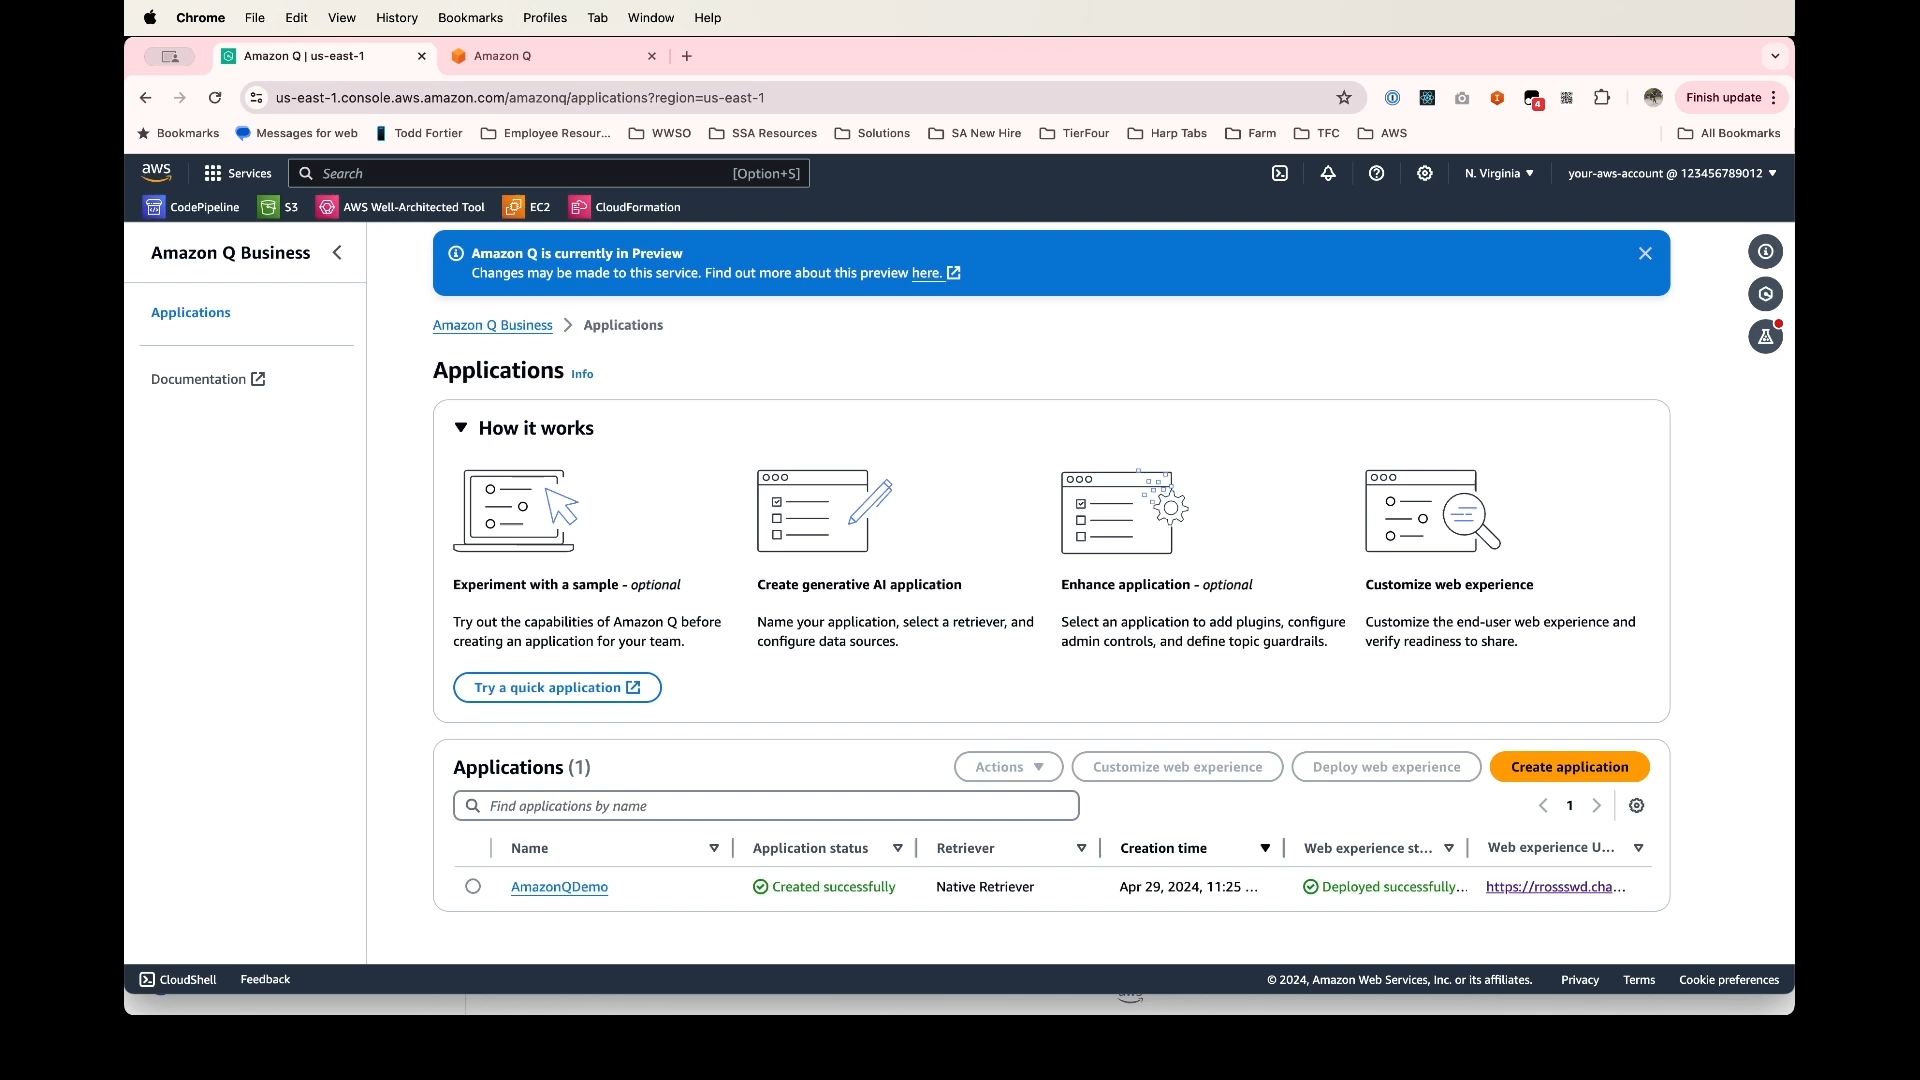 Chrome File Edit View History Bookmarks Profiles Tab Window Help
Amazon Q | us-east-1
Amazon Q
us-east-1.console.aws.amazon.com/amazonq/applications?region=us-east-1
4
Finish update
Bookmarks
Messages for web
Todd Fortier
Employee Resour...
WWSO
SSA Resources
Solutions
SA New Hire
TierFour
Harp Tabs
Farm
TFC
AWS
All Bookmarks
aws
Services
Search
[Option+S]
N. Virginia
your-aws-account @ 123456789012
CodePipeline
S3
AWS Well-Architected Tool
EC2
CloudFormation
Amazon Q Business
Applications
Documentation
Amazon Q is currently in Preview
Changes may be made to this service. Find out more about this preview here.
Amazon Q Business > Applications
Applications Info
How it works
Experiment with a sample - optional
Try out the capabilities of Amazon Q before
creating an application for your team.
Try a quick application
Create generative AI application
Name your application, select a retriever, and
configure data sources.
Enhance application - optional
Select an application to add plugins, configure
admin controls, and define topic guardrails.
Customize web experience
Customize the end-user web experience and
verify readiness to share.
Applications (1)
Actions
Customize web experience
Deploy web experience
Create application
Find applications by name
1
Name
Application status
Retriever
Creation time
Web experience st...
Web experience U...
AmazonQDemo
Created successfully
Native Retriever
Apr 29, 2024, 11:25 ...
Deployed successfully...
https://rrossswd.cha...
CloudShell
Feedback
© 2024, Amazon Web Services, Inc. or its affiliates.
Privacy
Terms
Cookie preferences